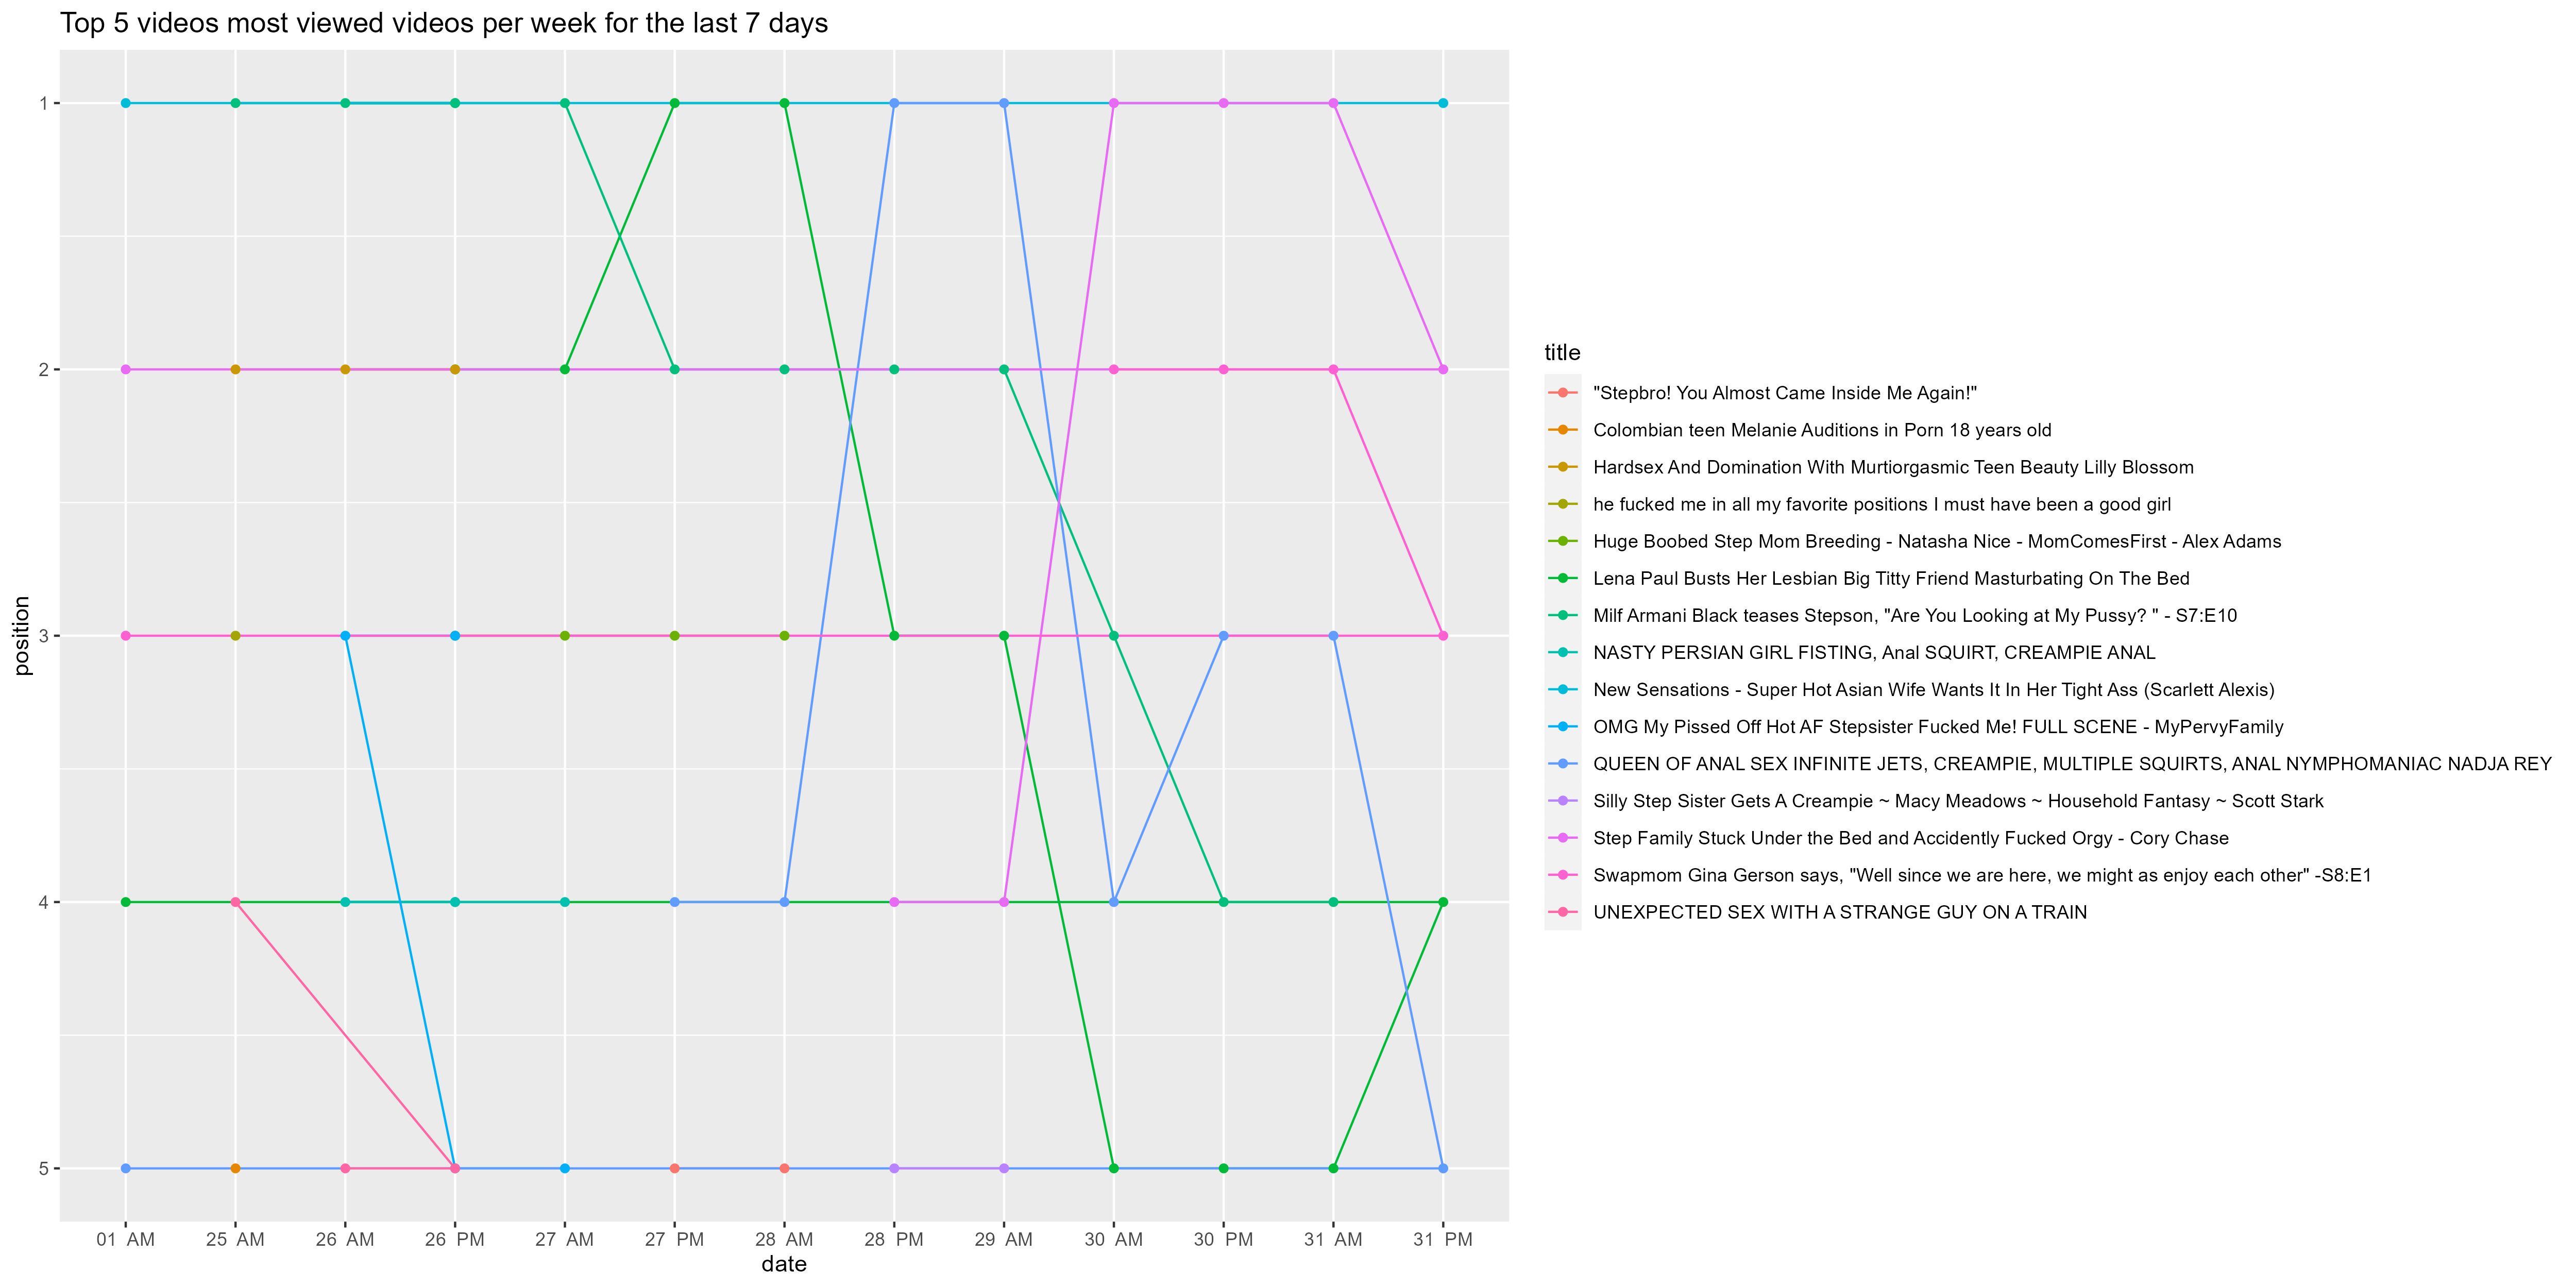 Top 5 videos most viewed videos per week for the last 7 days
position
1
2
3
4
5
01 AM
25 AM
26 AM
26 PM
27 AM
27 PM
28 AM
28 PM
29 AM
30 AM
30 PM
31 AM
31 PM
date
title
"Stepbro! You Almost Came Inside Me Again!"
Colombian teen Melanie Auditions in Porn 18 years old
Hardsex And Domination With Murtiorgasmic Teen Beauty Lilly Blossom
he fucked me in all my favorite positions I must have been a good girl
Huge Boobed Step Mom Breeding - Natasha Nice - MomComesFirst - Alex Adams
Lena Paul Busts Her Lesbian Big Titty Friend Masturbating On The Bed
Milf Armani Black teases Stepson, "Are You Looking at My Pussy? " - S7:E10
NASTY PERSIAN GIRL FISTING, Anal SQUIRT, CREAMPIE ANAL
New Sensations - Super Hot Asian Wife Wants It In Her Tight Ass (Scarlett Alexis)
OMG My Pissed Off Hot AF Stepsister Fucked Me! FULL SCENE - MyPervyFamily
QUEEN OF ANAL SEX INFINITE JETS, CREAMPIE, MULTIPLE SQUIRTS, ANAL NYMPHOMANIAC NADJA REY
Silly Step Sister Gets A Creampie ~ Macy Meadows ~ Household Fantasy ~ Scott Stark
Step Family Stuck Under the Bed and Accidently Fucked Orgy - Cory Chase
Swapmom Gina Gerson says, "Well since we are here, we might as enjoy each other" -S8:E1
UNEXPECTED SEX WITH A STRANGE GUY ON A TRAIN